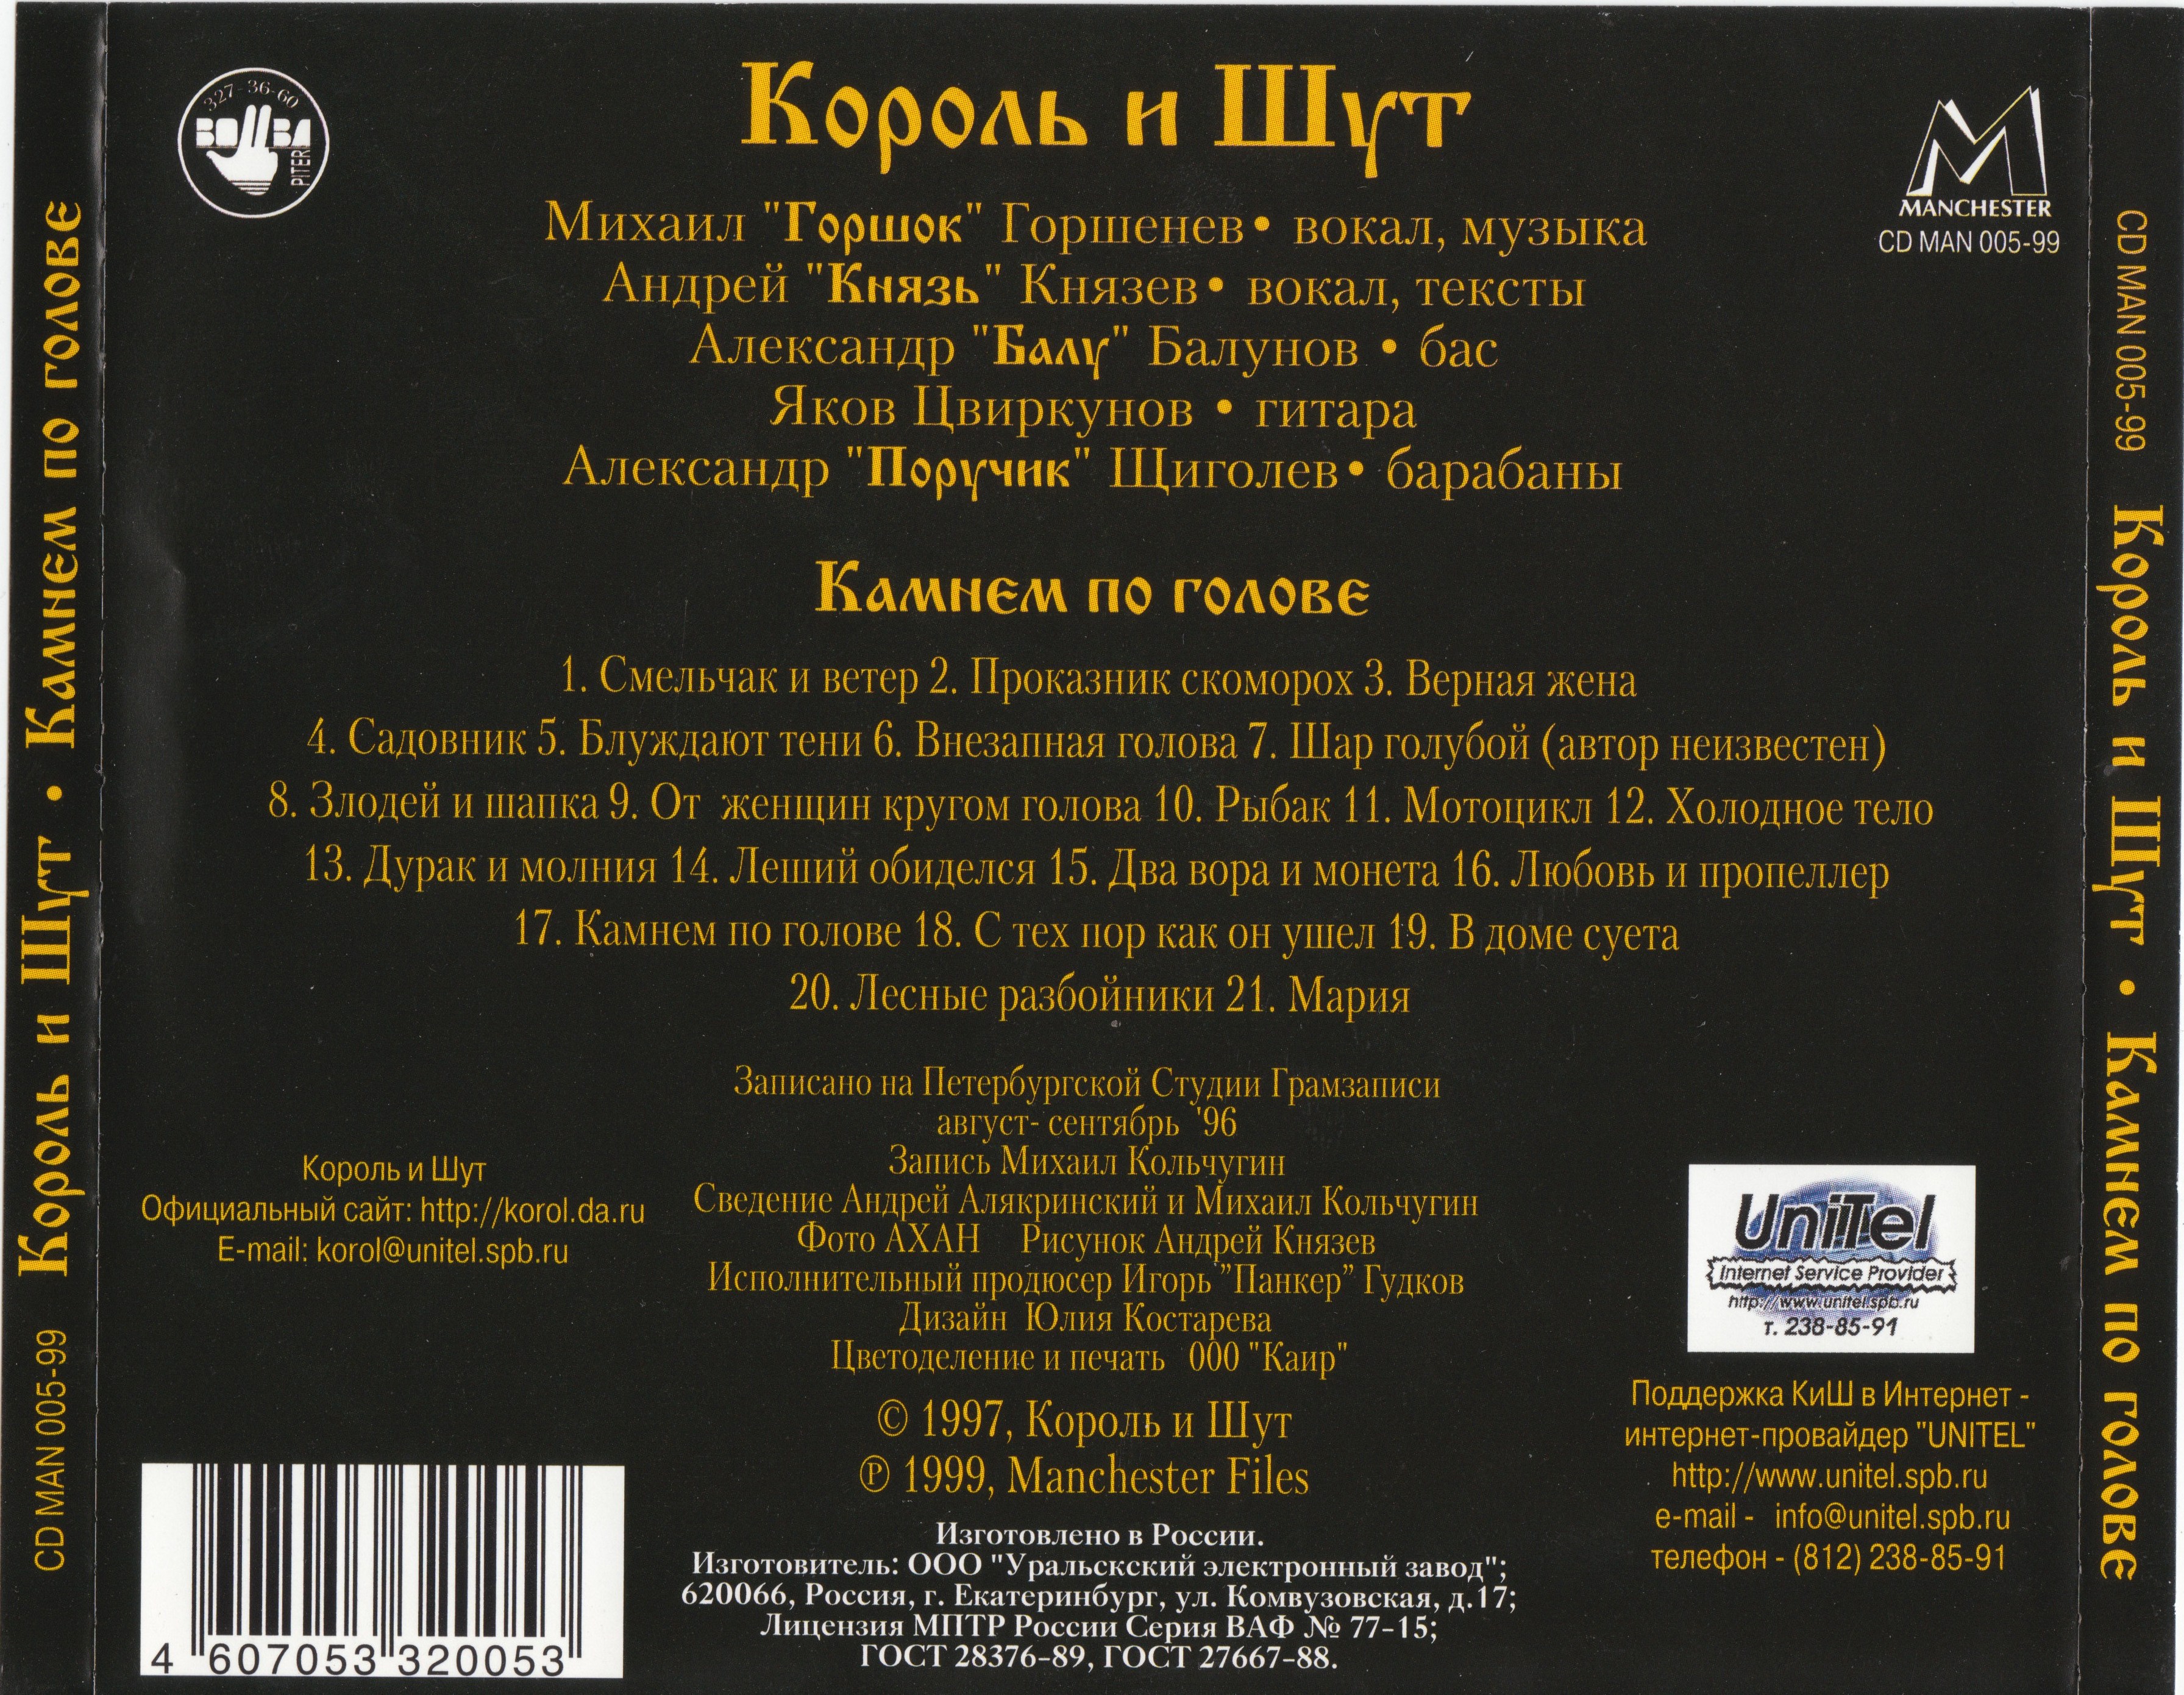 Король и Шут • Камнем по голове
CD MAN 005-99
327-36-60
BOMBA
PITER
Король и Шут
MANCHESTER
CD MAN 005-99
Михаил "Горшок" Горшенев• вокал, музыка
Андрей "Князь" Князев• вокал, тексты
Александр "Балу" Балунов • бас
Яков Цвиркунов • гитара
Александр "Поручик" Щиголев• барабаны
Камнем по голове
1. Смельчак и ветер 2. Проказник скоморох 3. Верная жена
4. Садовник 5. Блуждают тени 6. Внезапная голова 7. Шар голубой (автор неизвестен)
8. Злодей и шапка 9. От женщин кругом голова 10. Рыбак 11. Мотоцикл 12. Холодное тело
13. Дурак и молния 14. Леший обиделся 15. Два вора и монета 16. Любовь и пропеллер
17. Камнем по голове 18. С тех пор как он ушел 19. В доме суета
20. Лесные разбойники 21. Мария
Записано на Петербургской Студии Грамзаписи
август- сентябрь '96
Запись Михаил Кольчугин
Сведение Андрей Алякринский и Михаил Кольчугин
Фото АХАН Рисунок Андрей Князев
Исполнительный продюсер Игорь "Панкер" Гудков
Дизайн Юлия Костарева
Цветоделение и печать ООО "Каир"
© 1997, Король и Шут
℗ 1999, Manchester Files
Изготовлено в России.
Изготовитель: ООО "Уральскский электронный завод";
620066, Россия, г. Екатеринбург, ул. Комвузовская, д.17;
Лицензия МПТР России Серия ВАФ № 77-15;
ГОСТ 28376-89, ГОСТ 27667-88.
Король и Шут
Официальный сайт: http://korol.da.ru
E-mail: korol@unitel.spb.ru
4 607053 320053
UniTel
Internet Service Provider
http://www.unitel.spb.ru
т. 238-85-91
Поддержка КиШ в Интернет -
интернет-провайдер "UNITEL"
http://www.unitel.spb.ru
e-mail - info@unitel.spb.ru
телефон - (812) 238-85-91
CD MAN 005-99
Король и Шут • Камнем по голове